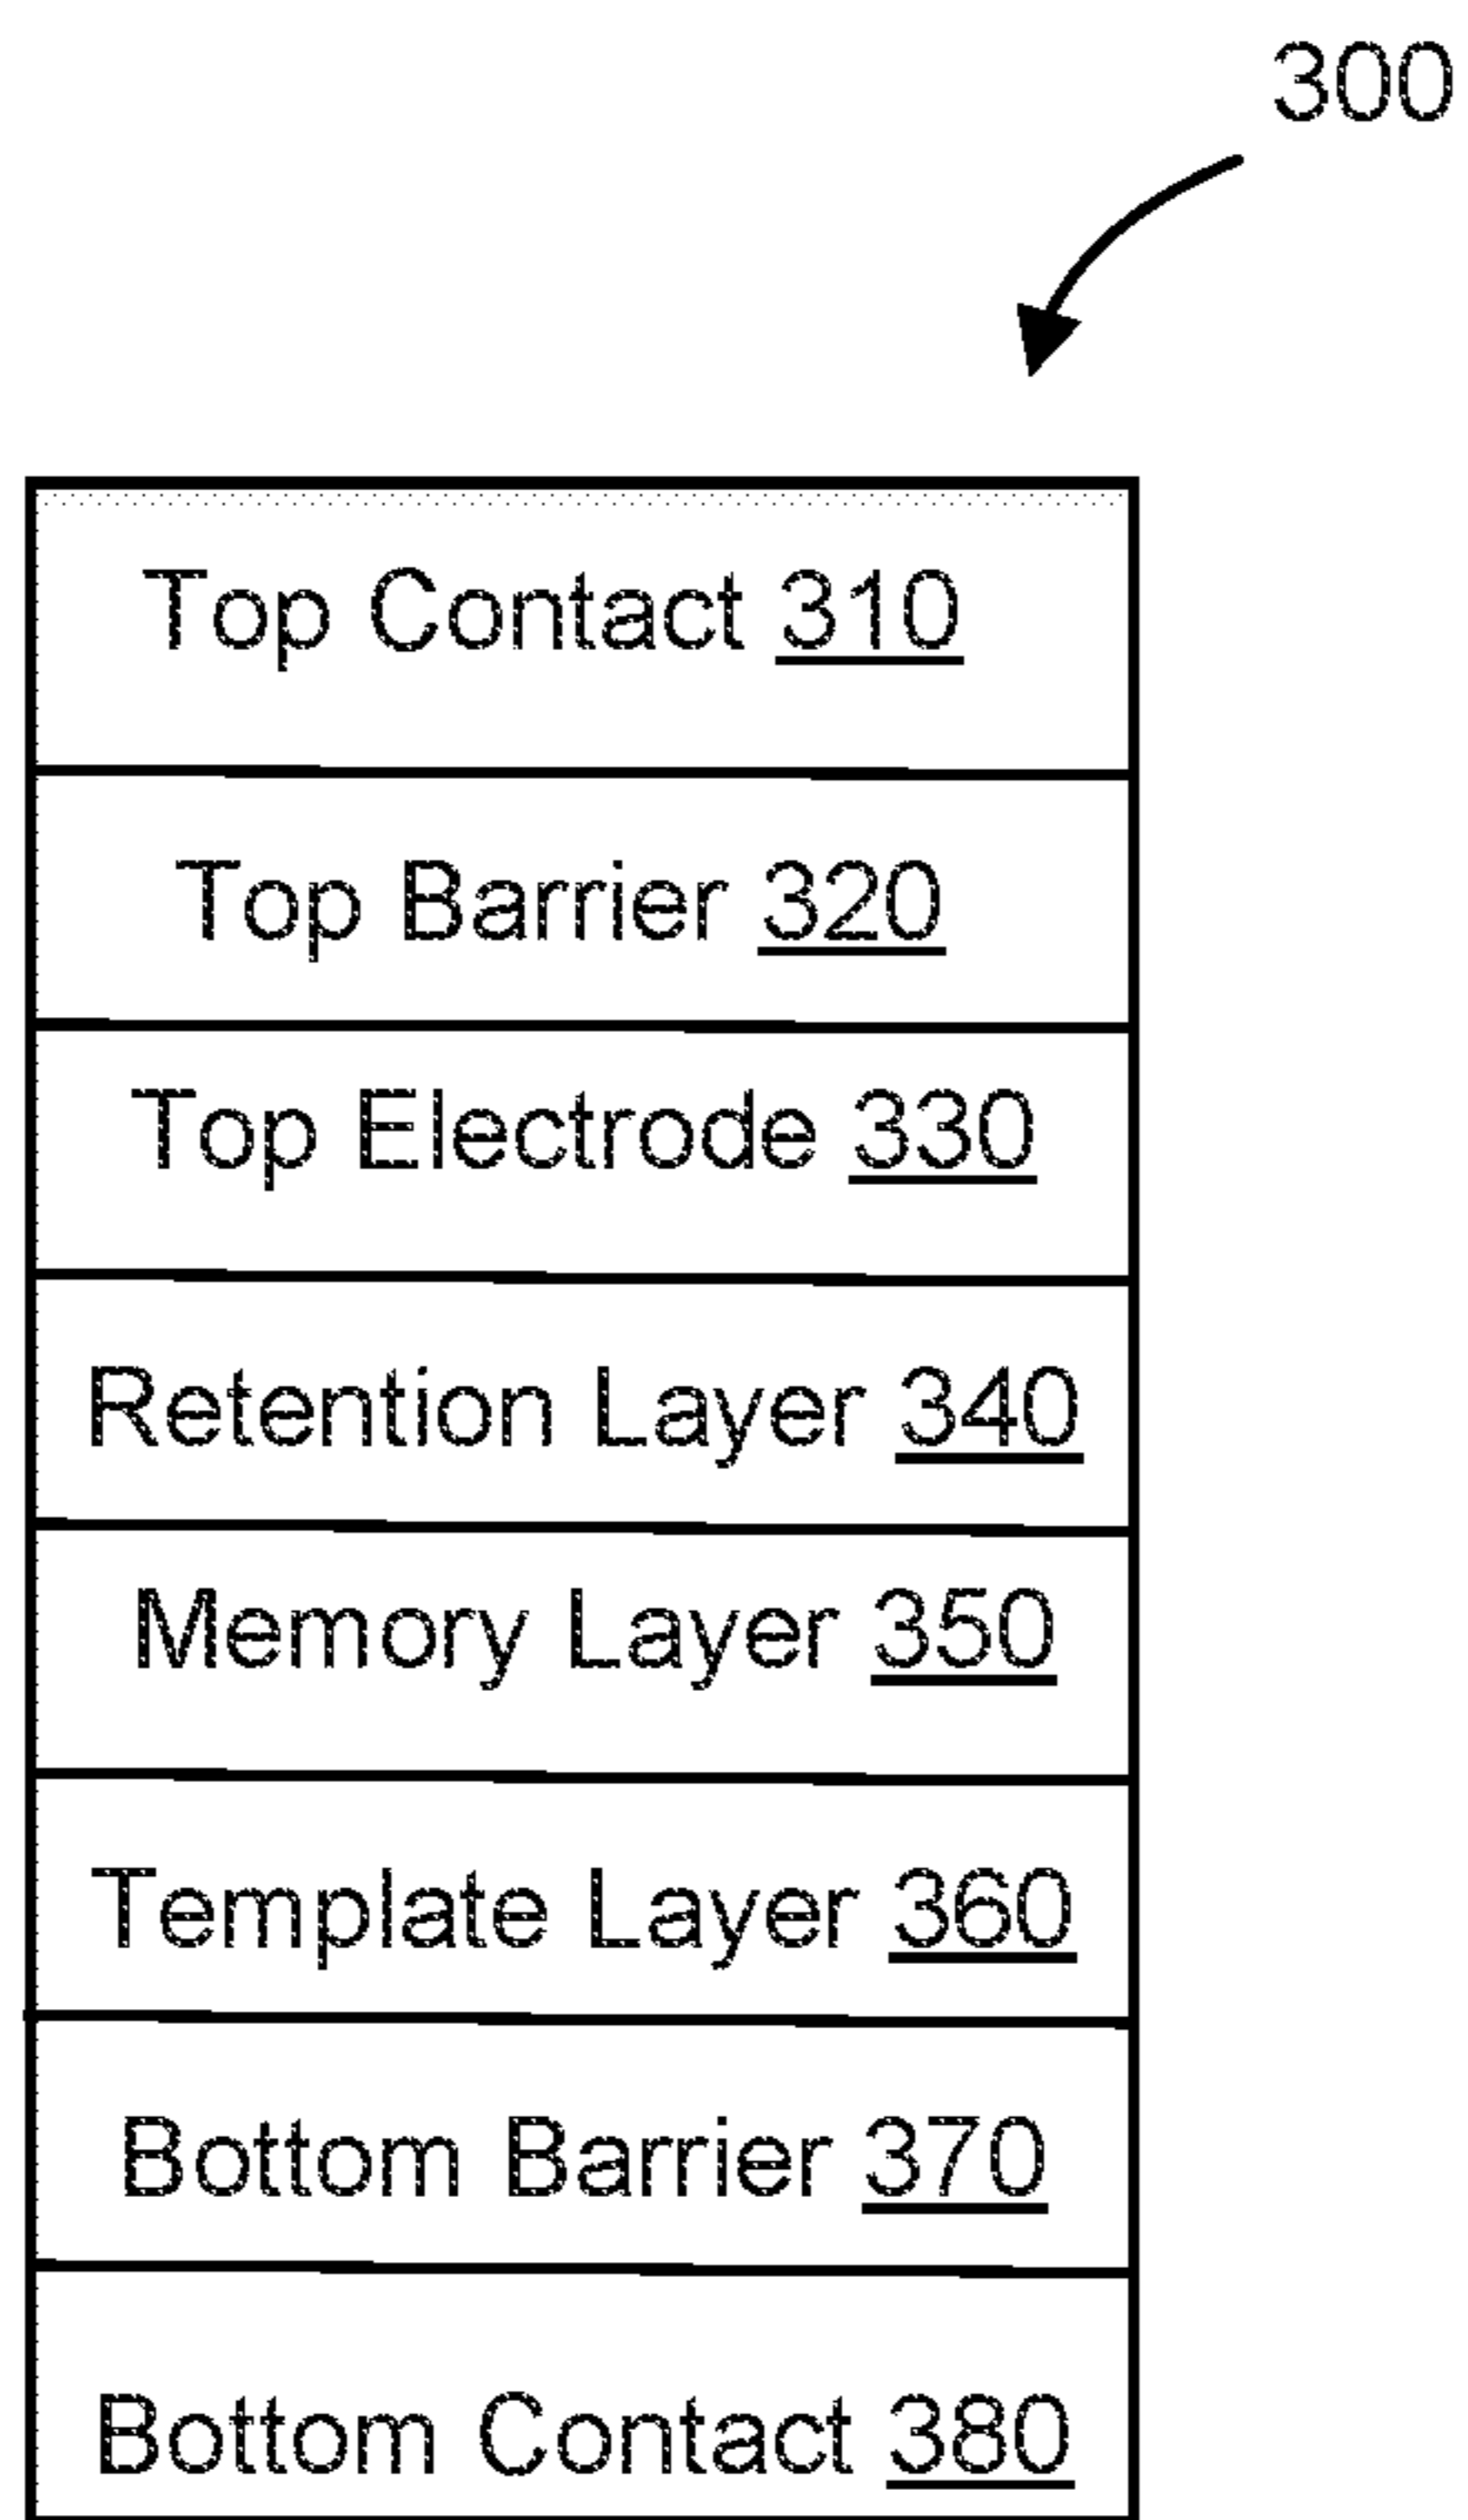 300
Top Contact 310
Top Barrier 320
Top Electrode 330
Retention Layer 340
Memory Layer 350
Template Layer 360
Bottom Barrier 370
Bottom Contact 380